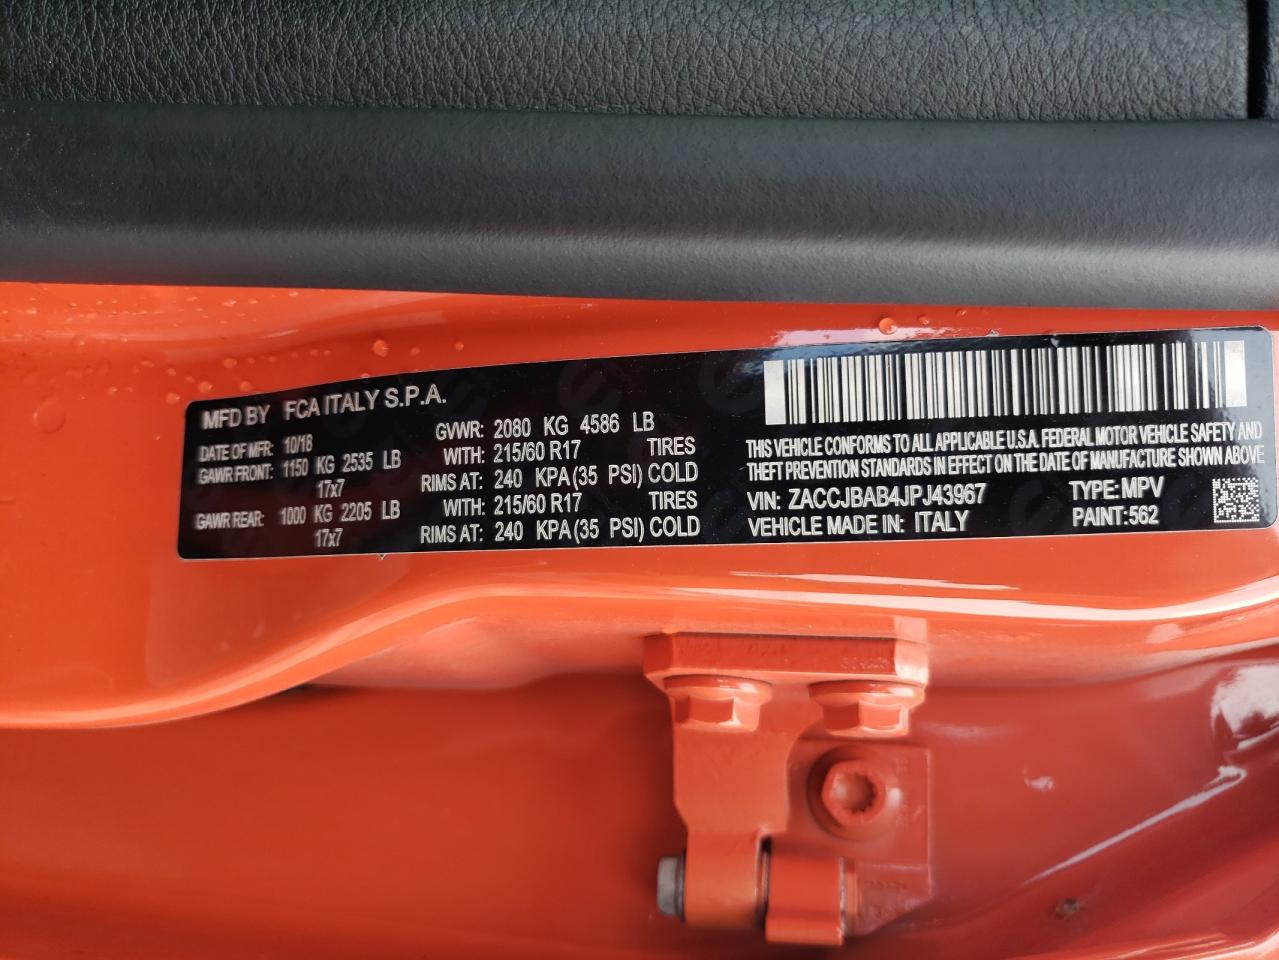 MFD BY FCA ITALY S.P.A.
DATE OF MFR: 10/18
GAWR FRONT: 1150 KG 2535 LB
17x7
GAWR REAR: 1000 KG 2205 LB
17x7
GVWR: 2080 KG 4586 LB
WITH: 215/60 R17 TIRES
RIMS AT: 240 KPA (35 PSI) COLD
WITH: 215/60 R17 TIRES
RIMS AT: 240 KPA (35 PSI) COLD
THIS VEHICLE CONFORMS TO ALL APPLICABLE U.S.A. FEDERAL MOTOR VEHICLE SAFETY AND
THEFT PREVENTION STANDARDS IN EFFECT ON THE DATE OF MANUFACTURE SHOWN ABOVE
VIN: ZACCJBAB4JPJ43967 TYPE: MPV
VEHICLE MADE IN: ITALY PAINT: 562